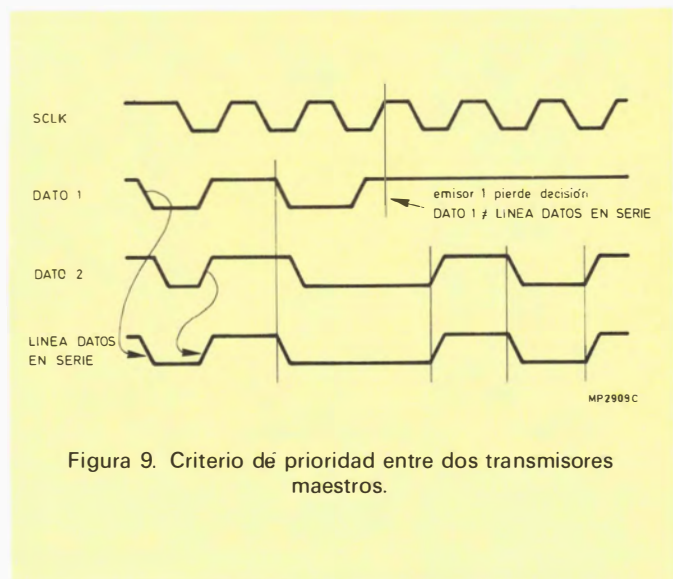 SCLK
DATO 1
emisor 1 pierde decisión
DATO 1 ≠ LINEA DATOS EN SERIE
DATO 2
LINEA DATOS
EN SERIE
MP2909C
Figura 9. Criterio de prioridad entre dos transmisores
maestros.